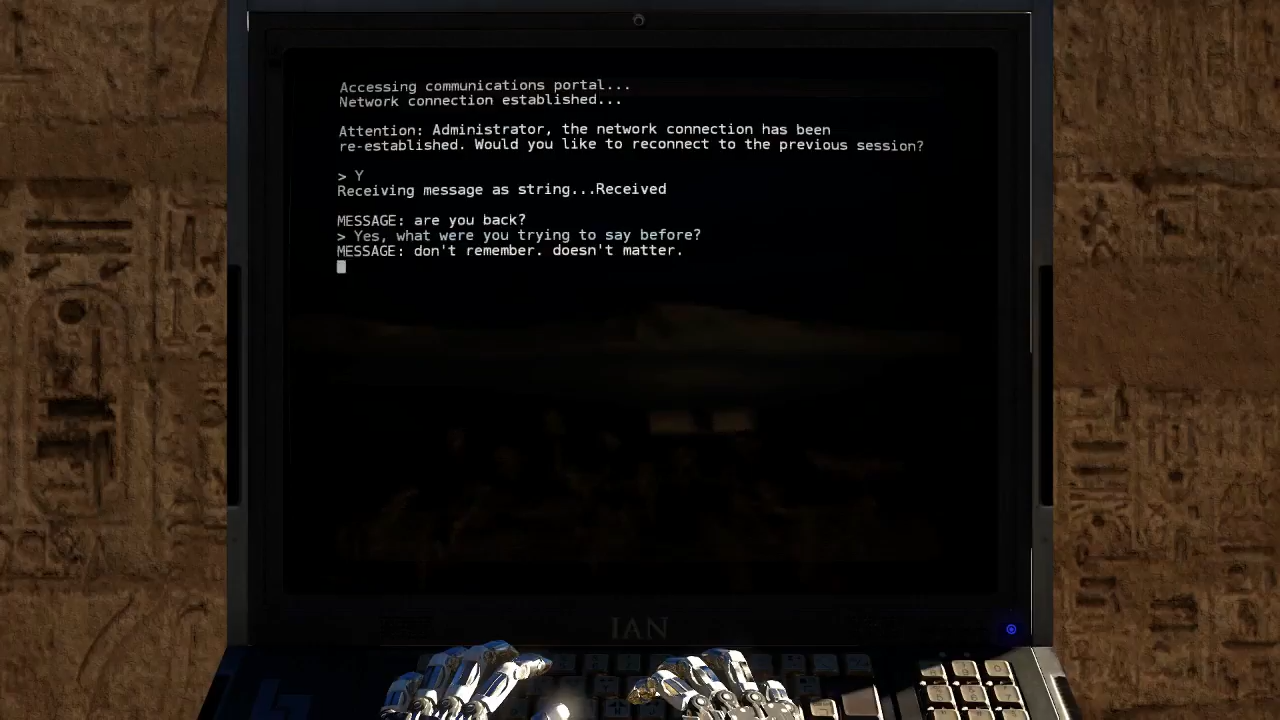 Accessing communications portal...
Network connection established...
Attention: Administrator, the network connection has been
re-established. Would you like to reconnect to the previous session?
> Y
Receiving message as string...Received
MESSAGE: are you back?
> Yes, what were you trying to say before?
MESSAGE: don't remember. doesn't matter.
IAN